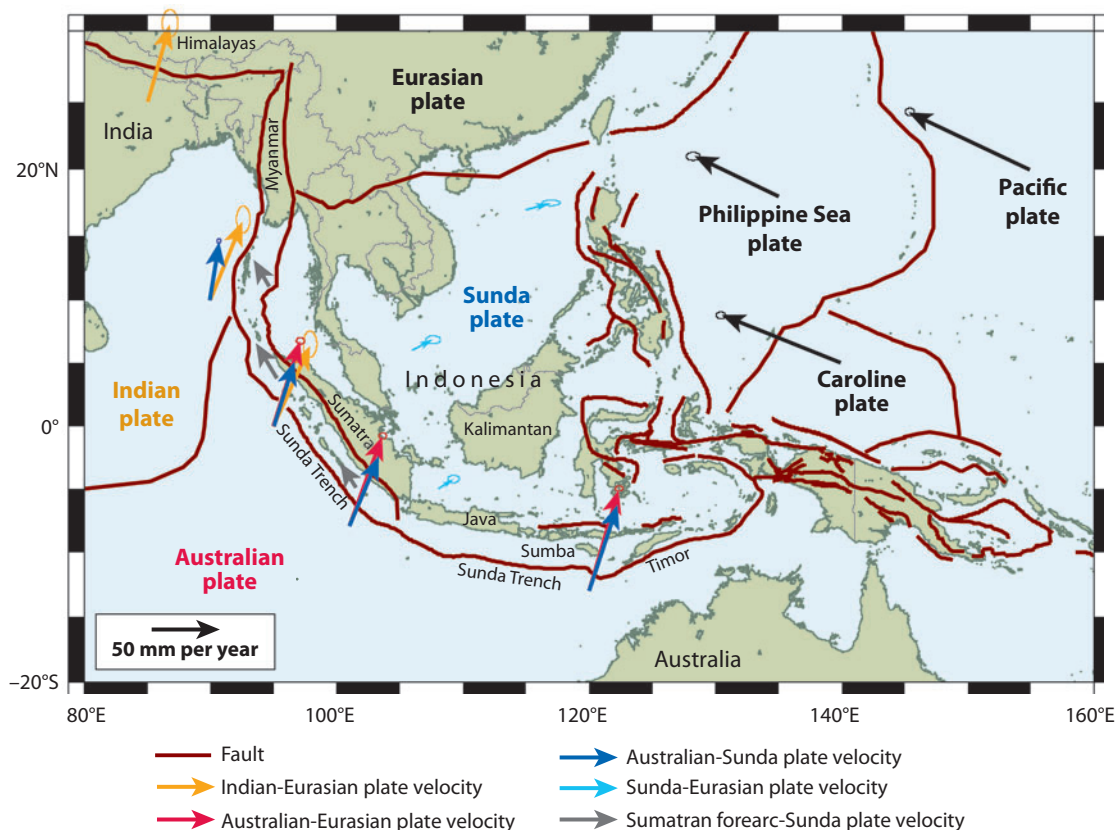 Himalayas
Eurasian
plate
India
Myanmar
20°N
Pacific
plate
Philippine Sea
plate
Sunda
plate
Indonesia
Indian
plate
Caroline
plate
Sumatra
Kalimantan
0°
Sunda Trench
Java
Australian
plate
Sumba
Timor
Sunda Trench
50 mm per year
Australia
–20°S
80°E
100°E
120°E
140°E
160°E
Fault
Indian-Eurasian plate velocity
Australian-Eurasian plate velocity
Australian-Sunda plate velocity
Sunda-Eurasian plate velocity
Sumatran forearc-Sunda plate velocity